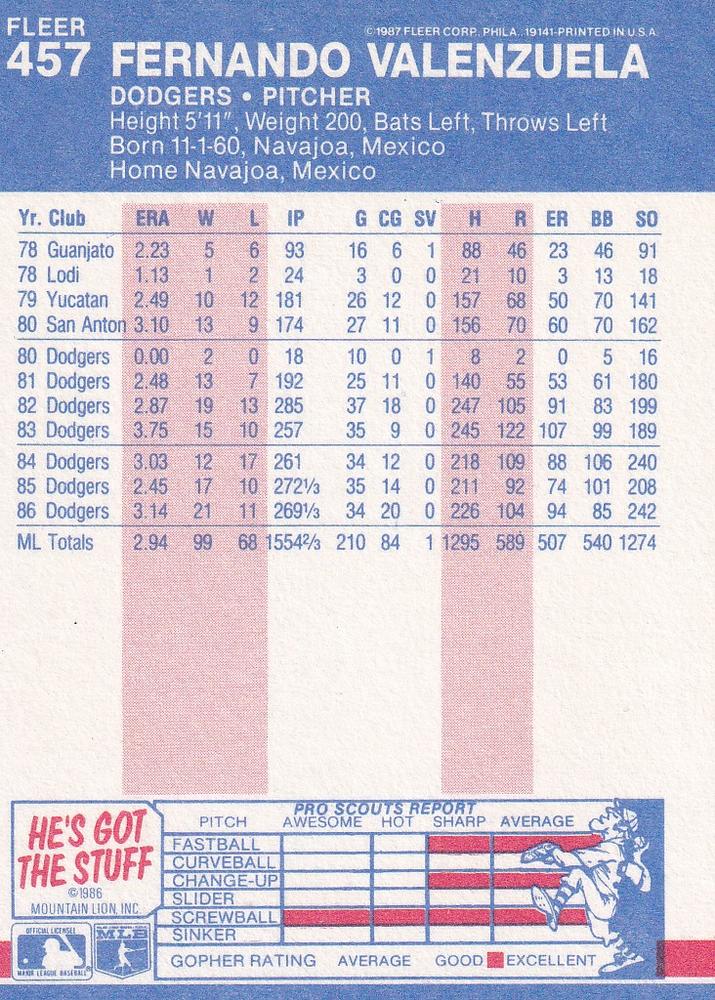 FLEER
©1987 FLEER CORP. PHILA. 19141-PRINTED IN U.S.A.
457 FERNANDO VALENZUELA
DODGERS • PITCHER
Height 5'11", Weight 200, Bats Left, Throws Left
Born 11-1-60, Navajoa, Mexico
Home Navajoa, Mexico
Yr. Club ERA W L IP G CG SV H R ER BB SO
78 Guanjato 2.23 5 6 93 16 6 1 88 46 23 46 91
78 Lodi 1.13 1 2 24 3 0 0 21 10 3 13 18
79 Yucatan 2.49 10 12 181 26 12 0 157 68 50 70 141
80 San Anton 3.10 13 9 174 27 11 0 156 70 60 70 162
80 Dodgers 0.00 2 0 18 10 0 1 8 2 0 5 16
81 Dodgers 2.48 13 7 192 25 11 0 140 55 53 61 180
82 Dodgers 2.87 19 13 285 37 18 0 247 105 91 83 199
83 Dodgers 3.75 15 10 257 35 9 0 245 122 107 99 189
84 Dodgers 3.03 12 17 261 34 12 0 218 109 88 106 240
85 Dodgers 2.45 17 10 272⅓ 35 14 0 211 92 74 101 208
86 Dodgers 3.14 21 11 269⅓ 34 20 0 226 104 94 85 242
ML Totals 2.94 99 68 1554⅔ 210 84 1 1295 589 507 540 1274
HE'S GOT
THE STUFF
©1986
MOUNTAIN LION, INC.
OFFICIAL LICENSEE
MAJOR LEAGUE BASEBALL
MLB
PRO SCOUTS REPORT
PITCH AWESOME HOT SHARP AVERAGE
FASTBALL
CURVEBALL
CHANGE-UP
SLIDER
SCREWBALL
SINKER
GOPHER RATING AVERAGE GOOD EXCELLENT